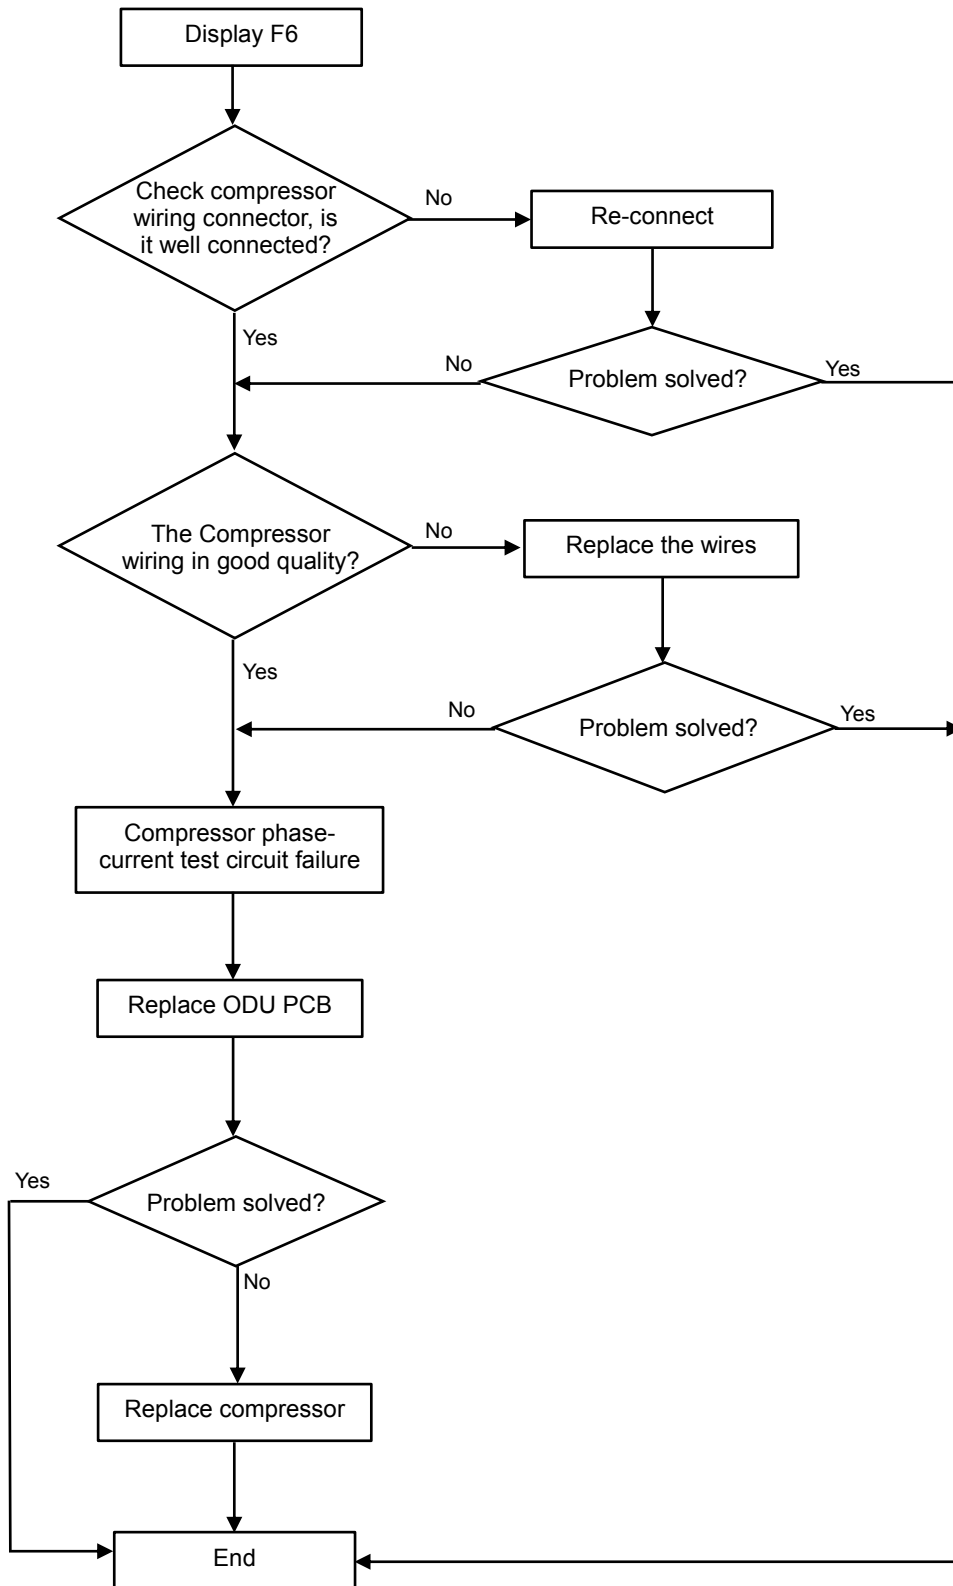 Display F6
Check compressor
wiring connector, is
it well connected?
No
Re-connect
Yes
No
Problem solved?
Yes
The Compressor
wiring in good quality?
No
Replace the wires
Yes
No
Problem solved?
Yes
Compressor phase-
current test circuit failure
Replace ODU PCB
Yes
Problem solved?
No
Replace compressor
End